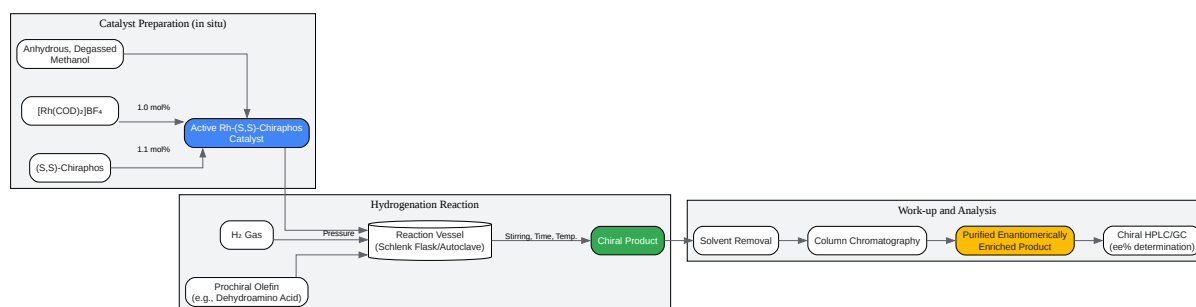 Catalyst Preparation (in situ)
Anhydrous, Degassed
Methanol
[Rh(COD)₂]BF₄
1.0 mol%
Active Rh-(S,S)-Chiraphos
Catalyst
1.1 mol%
(S,S)-Chiraphos
Hydrogenation Reaction
H₂ Gas
Pressure
Reaction Vessel
(Schlenk Flask/Autoclave)
Stirring, Time, Temp.
Chiral Product
Prochiral Olefin
(e.g., Dehydroamino Acid)
Work-up and Analysis
Solvent Removal
Column Chromatography
Purified Enantiomerically
Enriched Product
Chiral HPLC/GC
(ee% determination)